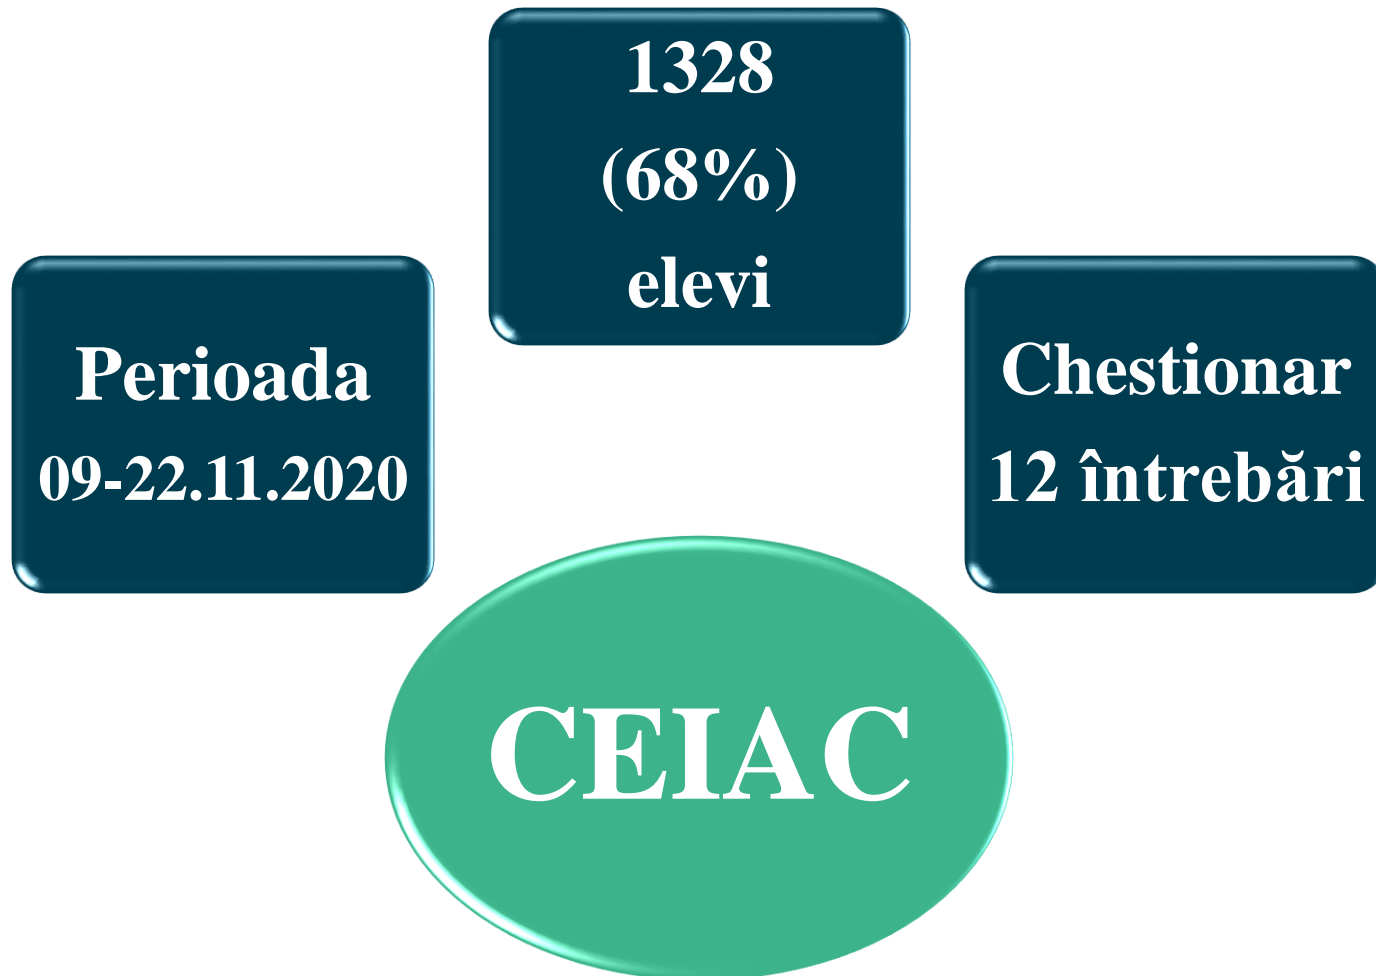 1328
(68%)
elevi
Perioada
09-22.11.2020
Chestionar
12 întrebări
CEIAC